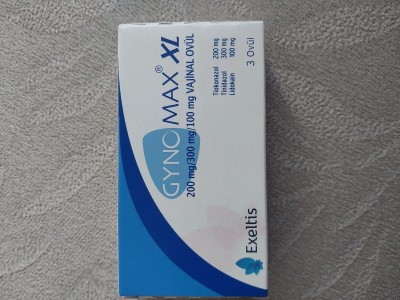 GYNOMAX® XL
200 mg/300 mg/100 mg VAJİNAL OVÜL
Tiokonazol 200 mg
Tinidazol 300 mg
Lidokain 100 mg
3 Ovül
Exeltis